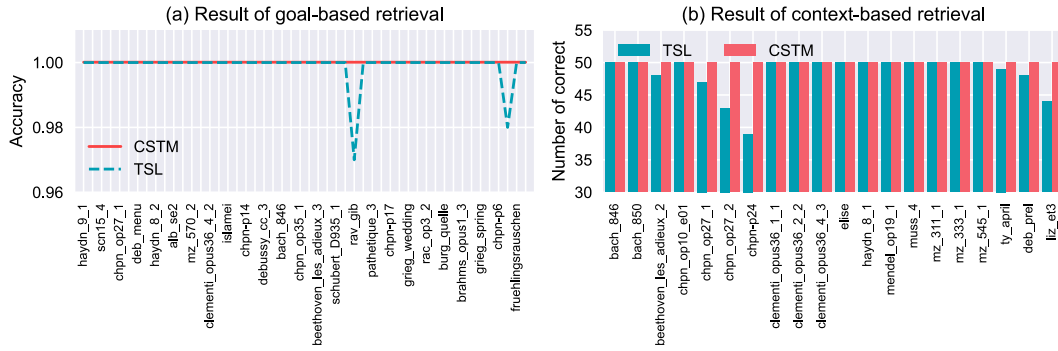 (a) Result of goal-based retrieval
Accuracy
1.00
0.98
0.96
CSTM
TSL
haydn_9_1
scn15_4
chpn_op27_1
deb_menu
haydn_8_2
alb_se2
mz_570_2
clementi_opus36_4_2
islamei
chpn-p14
debussy_cc_3
bach_846
chpn_op35_1
beethoven_les_adieux_3
schubert_D935_1
rav_gib
pathetique_3
chpn-p17
grieg_wedding
rac_op3_2
burg_quelle
brahms_opus1_3
grieg_spring
chpn-p6
fruehlingsrauschen
(b) Result of context-based retrieval
Number of correct
55
50
45
40
35
30
TSL
CSTM
bach_846
bach_850
beethoven_les_adieux_2
chpn_op10_e01
chpn_op27_1
chpn_op27_2
chpn-p24
clementi_opus36_1_1
clementi_opus36_2_2
clementi_opus36_4_3
elise
haydn_8_1
mendel_op19_1
muss_4
mz_311_1
mz_333_1
mz_545_1
ty_april
deb_prel
liz_et3